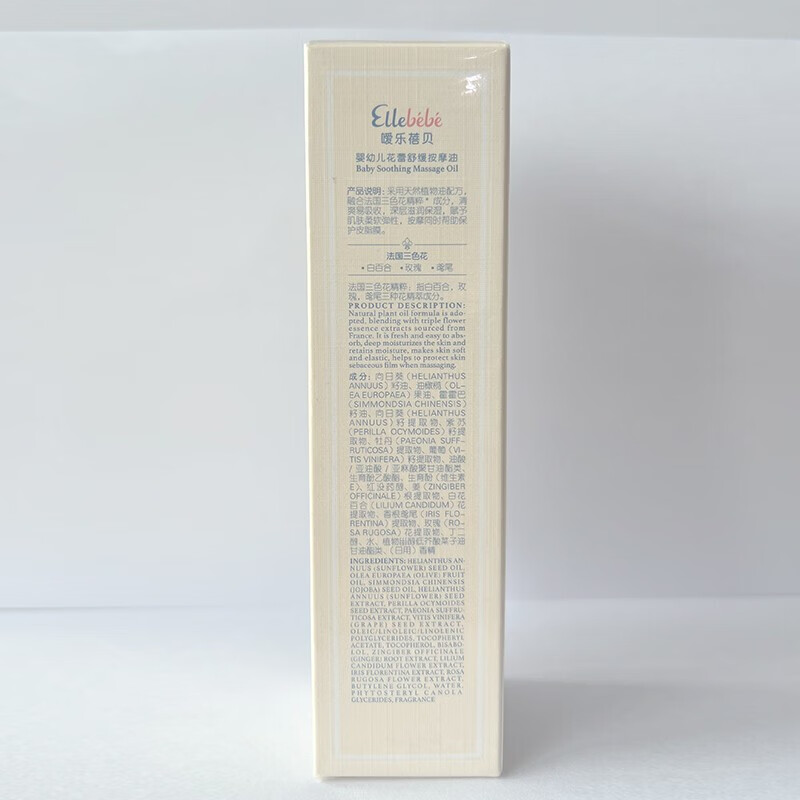 Ellebébé
嗳乐蓓贝
婴幼儿花蕾舒缓按摩油
Baby Soothing Massage Oil
产品说明：采用天然植物油配方，
融合法国三色花精粹*成分，清
爽易吸收，深层滋润保湿，赋予
肌肤柔软弹性，按摩同时帮助保
护皮脂膜。
法国三色花
•白百合 •玫瑰 •鸢尾
法国三色花精粹：指白百合，玫
瑰，鸢尾三种花精萃成分。
PRODUCT DESCRIPTION:
Natural plant oil formula is ado-
pted, blending with triple flower
essence extracts sourced from
France. It is fresh and easy to abs-
orb, deep moisturizes the skin and
retains moisture, makes skin soft
and elastic, helps to protect skin
sebaceous film when massaging.
成分：向日葵（HELIANTHUS
ANNUUS）籽油、油橄榄（OL-
EA EUROPAEA）果油、霍霍巴
（SIMMONDSIA CHINENSIS）
籽油、向日葵（HELIANTHUS
ANNUUS）籽提取物、紫苏
（PERILLA OCYMOIDES）籽提
取物、牡丹（PAEONIA SUFF-
RUTICOSA）提取物、葡萄（VI-
TIS VINIFERA）籽提取物、油酸
/亚油酸/亚麻酸聚甘油酯类、
生育酚乙酸酯、生育酚（维生素
E）、红没药醇、姜（ZINGIBER
OFFICINALE）根提取物、白花
百合（LILIUM CANDIDUM）花
提取物、香根鸢尾（IRIS FLO-
RENTINA）提取物、玫瑰（RO-
SA RUGOSA）花提取物、丁二
醇、水、植物甾醇低芥酸菜子油
甘油酯类、（日用）香精
INGREDIENTS: HELIANTHUS AN-
NUUS (SUNFLOWER) SEED OIL,
OLEA EUROPAEA (OLIVE) FRUIT
OIL, SIMMONDSIA CHINENSIS
(JOJOBA) SEED OIL, HELIANTHUS
ANNUUS (SUNFLOWER) SEED
EXTRACT, PERILLA OCYMOIDES
SEED EXTRACT, PAEONIA SUFFRU-
TICOSA EXTRACT, VITIS VINIFERA
(GRAPE) SEED EXTRACT,
OLEIC/LINOLEIC/LINOLENIC
POLYGLYCERIDES, TOCOPHERYL
ACETATE, TOCOPHEROL, BISABO-
LOL, ZINGIBER OFFICINALE
(GINGER) ROOT EXTRACT, LILIUM
CANDIDUM FLOWER EXTRACT,
IRIS FLORENTINA EXTRACT, ROSA
RUGOSA FLOWER EXTRACT,
BUTYLENE GLYCOL, WATER,
PHYTOSTERYL CANOLA
GLYCERIDES, FRAGRANCE